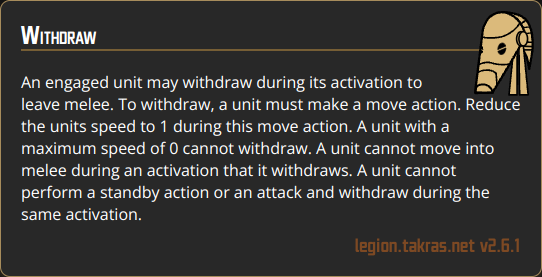 Withdraw
An engaged unit may withdraw during its activation to
leave melee. To withdraw, a unit must make a move action. Reduce
the units speed to 1 during this move action. A unit with a
maximum speed of 0 cannot withdraw. A unit cannot move into
melee during an activation that it withdraws. A unit cannot
perform a standby action or an attack and withdraw during the
same activation.
legion.takras.net v2.6.1